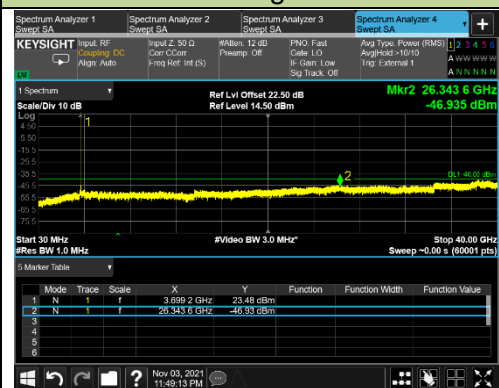 Spectrum Analyzer 1
Swept SA
Spectrum Analyzer 2
Swept SA
Spectrum Analyzer 3
Swept SA
Spectrum Analyzer 4
Swept SA
KEYSIGHT
Input: RF
Coupling: DC
Align: Auto
Input Z: 50 Ω
Corr CCorr
Freq Ref: Int (S)
#Atten: 12 dB
Preamp: Off
PNO: Fast
Gate: LO
IF Gain: Low
Sig Track: Off
Avg Type: Power (RMS)
Avg|Hold:>10/10
Trig: External 1
1 2 3 4 5 6
A W W W W W
A N N N N N
1 Spectrum
Scale/Div 10 dB
Log
Ref Lvl Offset 22.50 dB
Ref Level 14.50 dBm
Mkr2 26.343 6 GHz
-46.935 dBm
1
4.50
-5.50
-15.5
-25.5
-35.5
DL1 -40.00 dBm
2
-45.5
-55.5
-65.5
-75.5
Start 30 MHz
#Res BW 1.0 MHz
#Video BW 3.0 MHz*
Stop 40.00 GHz
Sweep ~0.00 s (60001 pts)
5 Marker Table
Mode Trace Scale X Y Function Function Width Function Value
1 N 1 f 3.699 2 GHz 23.48 dBm
2 N 1 f 26.343 6 GHz -46.93 dBm
3
4
5
6
? Nov 03, 2021
11:49:13 PM